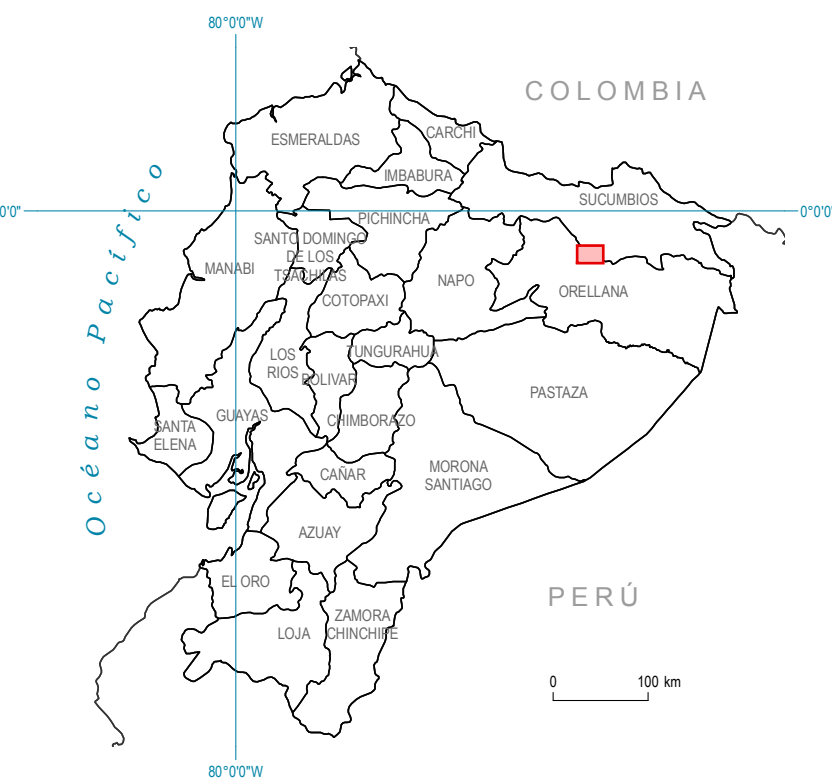 80°0'0"W
COLOMBIA
CARCHI
ESMERALDAS
IMBABURA
SUCUMBIOS
0'0"
0°0'0"
PICHINCHA
SANTO DOMINGO
DE LOS
TSACHILAS
MANABI
NAPO
ORELLANA
COTOPAXI
Océano Pacífico
LOS
RIOS
TUNGURAHUA
BOLIVAR
PASTAZA
GUAYAS
CHIMBORAZO
SANTA
ELENA
CAÑAR
MORONA
SANTIAGO
AZUAY
EL ORO
PERÚ
ZAMORA
CHINCHIPE
LOJA
0 100 km
80°0'0"W